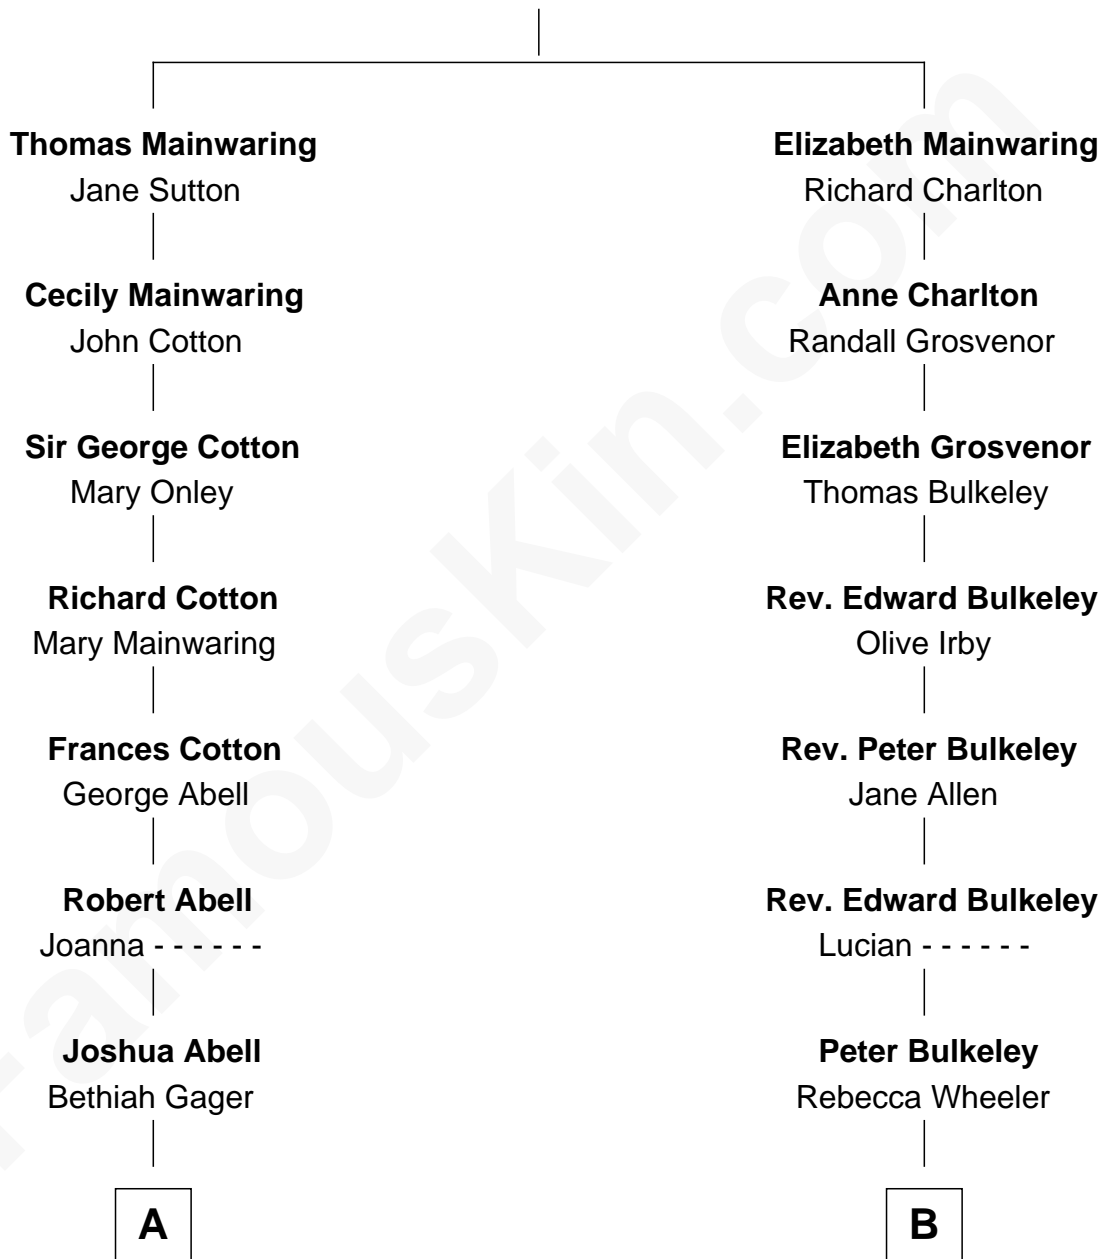 Thomas Mainwaring
Jane Sutton
Cecily Mainwaring
John Cotton
Sir George Cotton
Mary Onley
Richard Cotton
Mary Mainwaring
Frances Cotton
George Abell
Robert Abell
Joanna - - - - - -
Joshua Abell
Bethiah Gager
A
Elizabeth Mainwaring
Richard Charlton
Anne Charlton
Randall Grosvenor
Elizabeth Grosvenor
Thomas Bulkeley
Rev. Edward Bulkeley
Olive Irby
Rev. Peter Bulkeley
Jane Allen
Rev. Edward Bulkeley
Lucian - - - - - -
Peter Bulkeley
Rebecca Wheeler
B
FamousKin.com